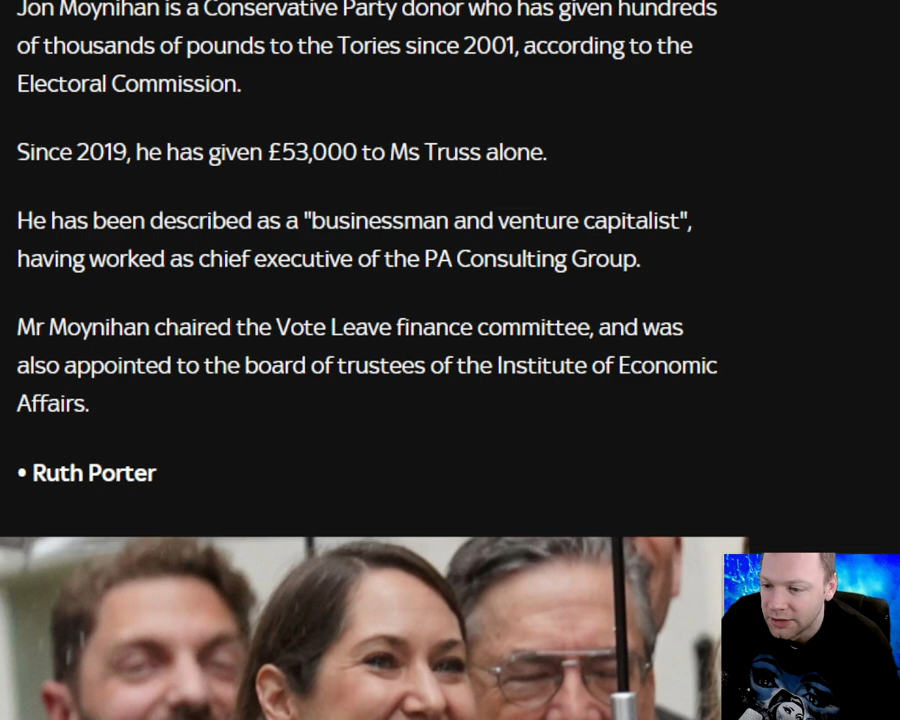 Jon Moynihan is a Conservative Party donor who has given hundreds
of thousands of pounds to the Tories since 2001, according to the
Electoral Commission.
Since 2019, he has given £53,000 to Ms Truss alone.
He has been described as a "businessman and venture capitalist",
having worked as chief executive of the PA Consulting Group.
Mr Moynihan chaired the Vote Leave finance committee, and was
also appointed to the board of trustees of the Institute of Economic
Affairs.
• Ruth Porter